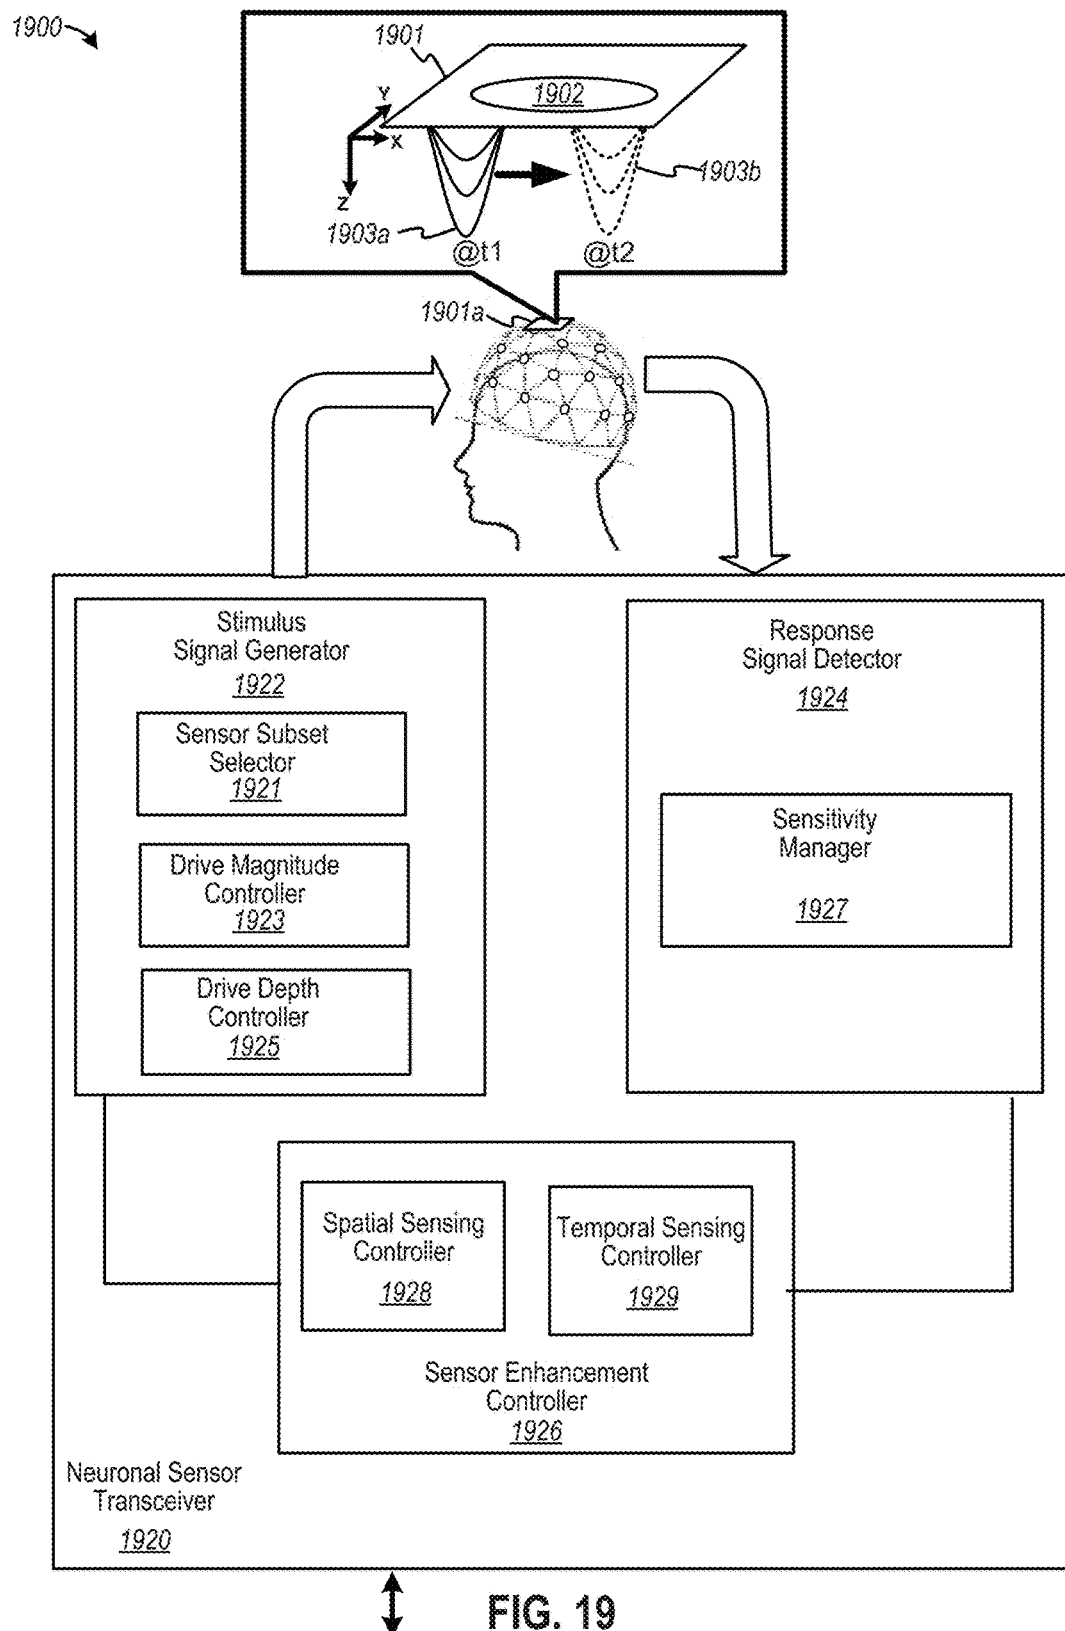 1900
1901
1902
Y
X
Z
1903b
1903a
@t1
@t2
1901a
Stimulus
Signal Generator
1922
Sensor Subset
Selector
1921
Drive Magnitude
Controller
1923
Drive Depth
Controller
1925
Response
Signal Detector
1924
Sensitivity
Manager
1927
Spatial Sensing
Controller
1928
Temporal Sensing
Controller
1929
Sensor Enhancement
Controller
1926
Neuronal Sensor
Transceiver
1920
FIG. 19